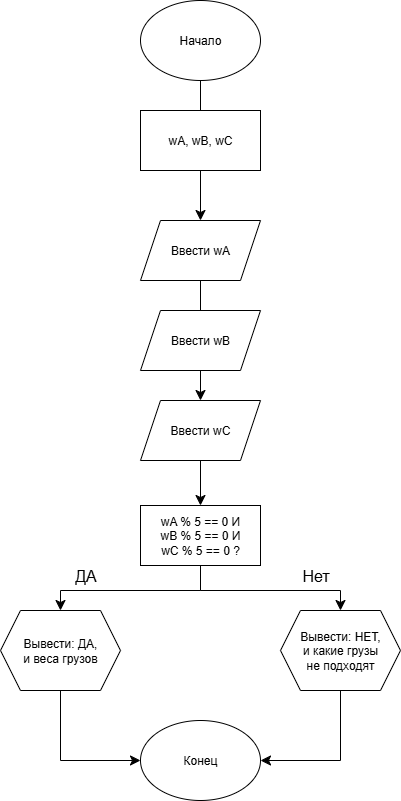 Начало
wA, wB, wC
Ввести wA
Ввести wB
Ввести wC
wA % 5 == 0 И
wB % 5 == 0 И
wC % 5 == 0 ?
ДА
Нет
Вывести: ДА,
и веса грузов
Вывести: НЕТ,
и какие грузы
не подходят
Конец